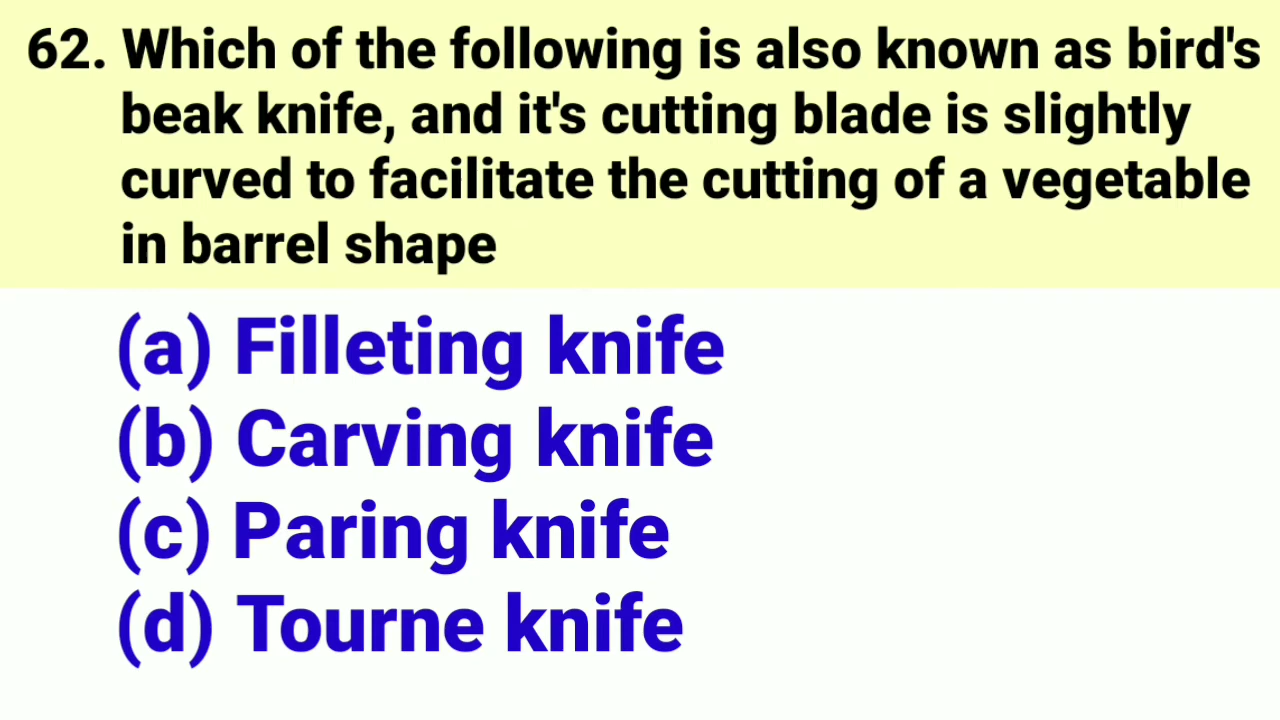 62. Which of the following is also known as bird's
beak knife, and it's cutting blade is slightly
curved to facilitate the cutting of a vegetable
in barrel shape
(a) Filleting knife
(b) Carving knife
(c) Paring knife
(d) Tourne knife